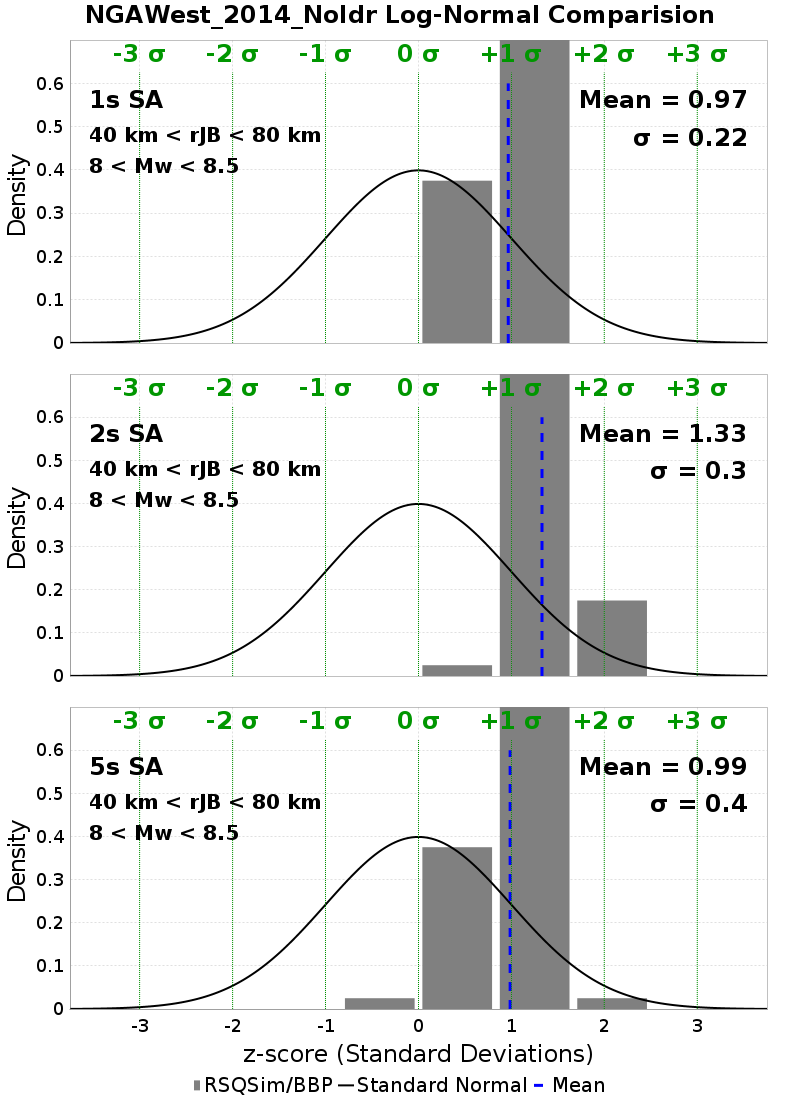 NGAWest_2014_NoIdr Log-Normal Comparision
-3 σ -2 σ -1 σ 0 σ +1 σ +2 σ +3 σ
1s SA
Mean = 0.97
40 km < rJB < 80 km
σ = 0.22
8 < Mw < 8.5
Density
0.6
0.5
0.4
0.3
0.2
0.1
0
-3 σ -2 σ -1 σ 0 σ +1 σ +2 σ +3 σ
2s SA
Mean = 1.33
40 km < rJB < 80 km
σ = 0.3
8 < Mw < 8.5
Density
0.6
0.5
0.4
0.3
0.2
0.1
0
-3 σ -2 σ -1 σ 0 σ +1 σ +2 σ +3 σ
5s SA
Mean = 0.99
40 km < rJB < 80 km
σ = 0.4
8 < Mw < 8.5
Density
0.6
0.5
0.4
0.3
0.2
0.1
0
-3 -2 -1 0 1 2 3
z-score (Standard Deviations)
RSQSim/BBP Standard Normal Mean